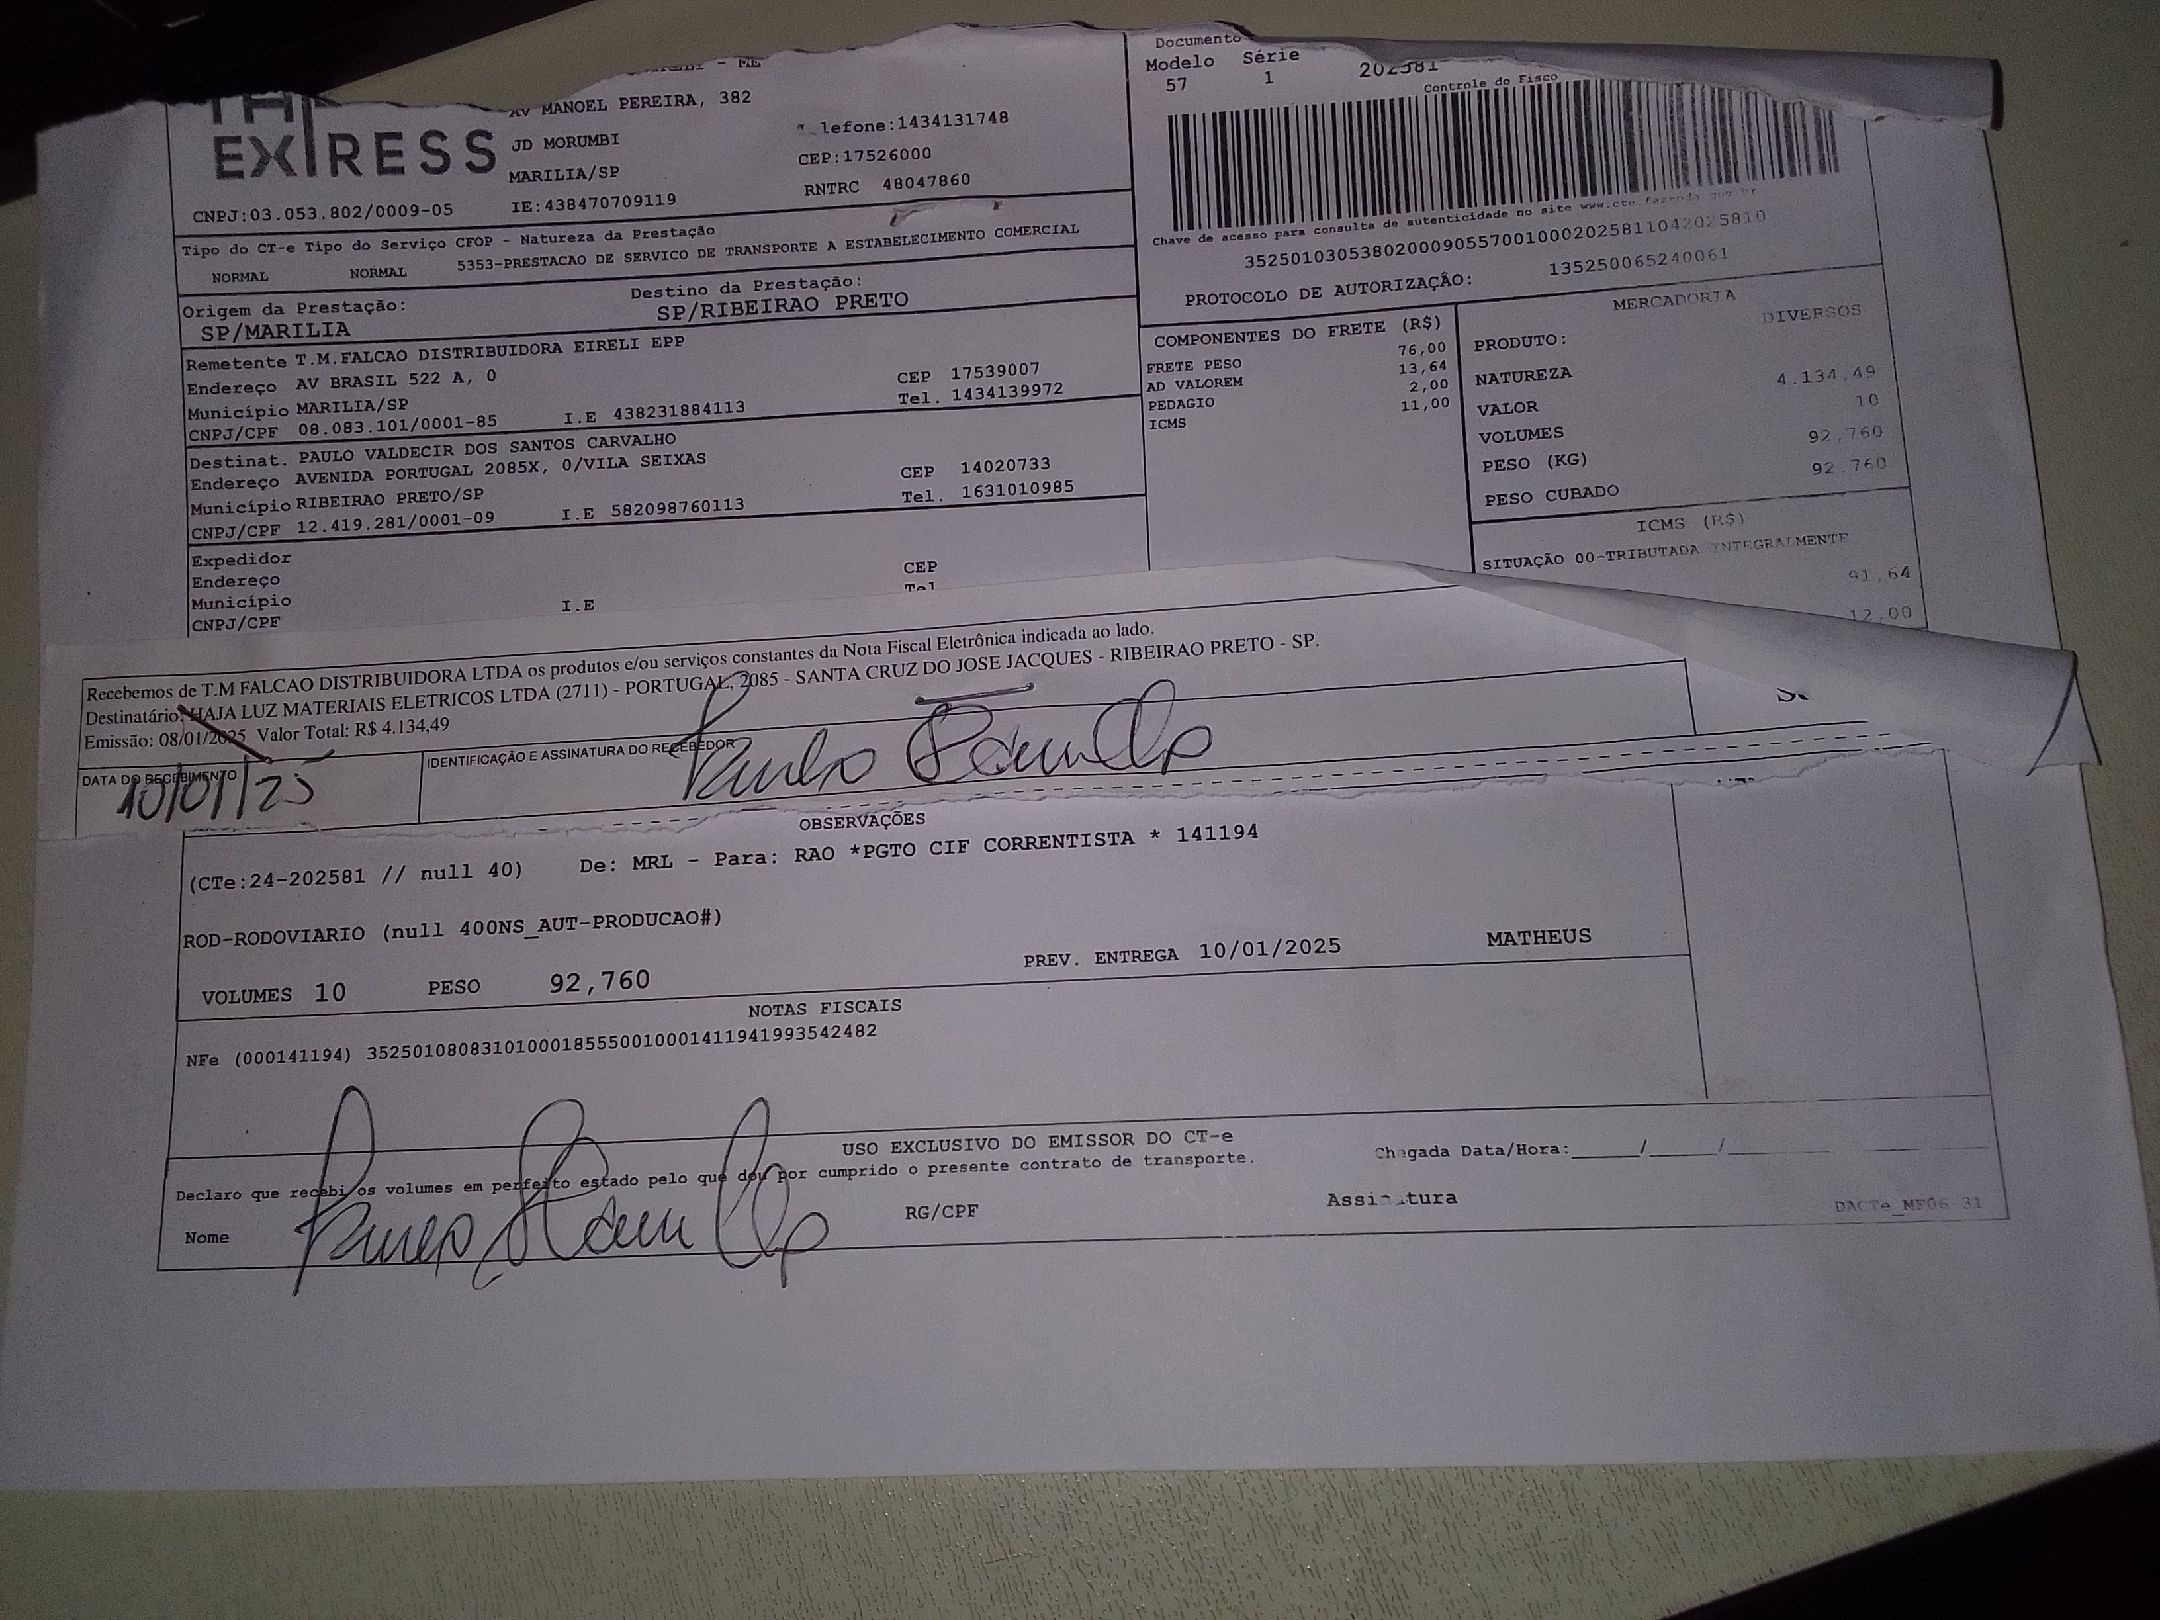 EX RESS
AV MANOEL PEREIRA, 382
JD MORUMBI
MARILIA/SP
lefone:1434131748
CEP:17526000
CNPJ:03.053.802/0009-05 IE:438470709119 RNTRC 48047860
Tipo do CT-e Tipo do Serviço CFOP - Natureza da Prestação
NORMAL NORMAL 5353-PRESTACAO DE SERVICO DE TRANSPORTE A ESTABELECIMENTO COMERCIAL
Origem da Prestação: Destino da Prestação:
SP/MARILIA SP/RIBEIRAO PRETO
Remetente T.M.FALCAO DISTRIBUIDORA EIRELI EPP
Endereço AV BRASIL 522 A, 0 CEP 17539007
Município MARILIA/SP Tel. 1434139972
CNPJ/CPF 08.083.101/0001-85 I.E 438231884113
Destinat. PAULO VALDECIR DOS SANTOS CARVALHO
Endereço AVENIDA PORTUGAL 2085X, 0/VILA SEIXAS CEP 14020733
Município RIBEIRAO PRETO/SP Tel. 1631010985
CNPJ/CPF 12.419.281/0001-09 I.E 582098760113
Expedidor
Endereço CEP
Município Tel
CNPJ/CPF I.E
Documento
Modelo Série
57 1 202581
Controle do Fisco
Chave de acesso para consulta de autenticidade no site www.cte.fazenda.gov.br
35250103053802000905570010002025811042025810
PROTOCOLO DE AUTORIZAÇÃO: 135250065240061
COMPONENTES DO FRETE (R$)
FRETE PESO 76,00
AD VALOREM 13,64
PEDAGIO 2,00
ICMS 11,00
MERCADORIA
PRODUTO: DIVERSOS
NATUREZA
VALOR 4.134,49
VOLUMES 10
PESO (KG) 92,760
PESO CUBADO 92.760
ICMS (R$)
SITUAÇÃO 00-TRIBUTADA INTEGRALMENTE
91,64
12,00
Recebemos de T.M FALCAO DISTRIBUIDORA LTDA os produtos e/ou serviços constantes da Nota Fiscal Eletrônica indicada ao lado.
Destinatário: HAJA LUZ MATERIAIS ELETRICOS LTDA (2711) - PORTUGAL, 2085 - SANTA CRUZ DO JOSE JACQUES - RIBEIRAO PRETO - SP.
Emissão: 08/01/2025 Valor Total: R$ 4.134,49
DATA DO RECEBIMENTO IDENTIFICAÇÃO E ASSINATURA DO RECEBEDOR
10/01/25
OBSERVAÇÕES
(CTe:24-202581 // null 40) De: MRL - Para: RAO *PGTO CIF CORRENTISTA * 141194
ROD-RODOVIARIO (null 400NS_AUT-PRODUCAO#)
VOLUMES 10 PESO 92,760 PREV. ENTREGA 10/01/2025 MATHEUS
NOTAS FISCAIS
NFe (000141194) 35250108083101000185550010001411941993542482
USO EXCLUSIVO DO EMISSOR DO CT-e
Declaro que recebi os volumes em perfeito estado pelo que dou por cumprido o presente contrato de transporte.
Chegada Data/Hora:______/______/
Nome RG/CPF Assinatura
DACTe_MF06 31